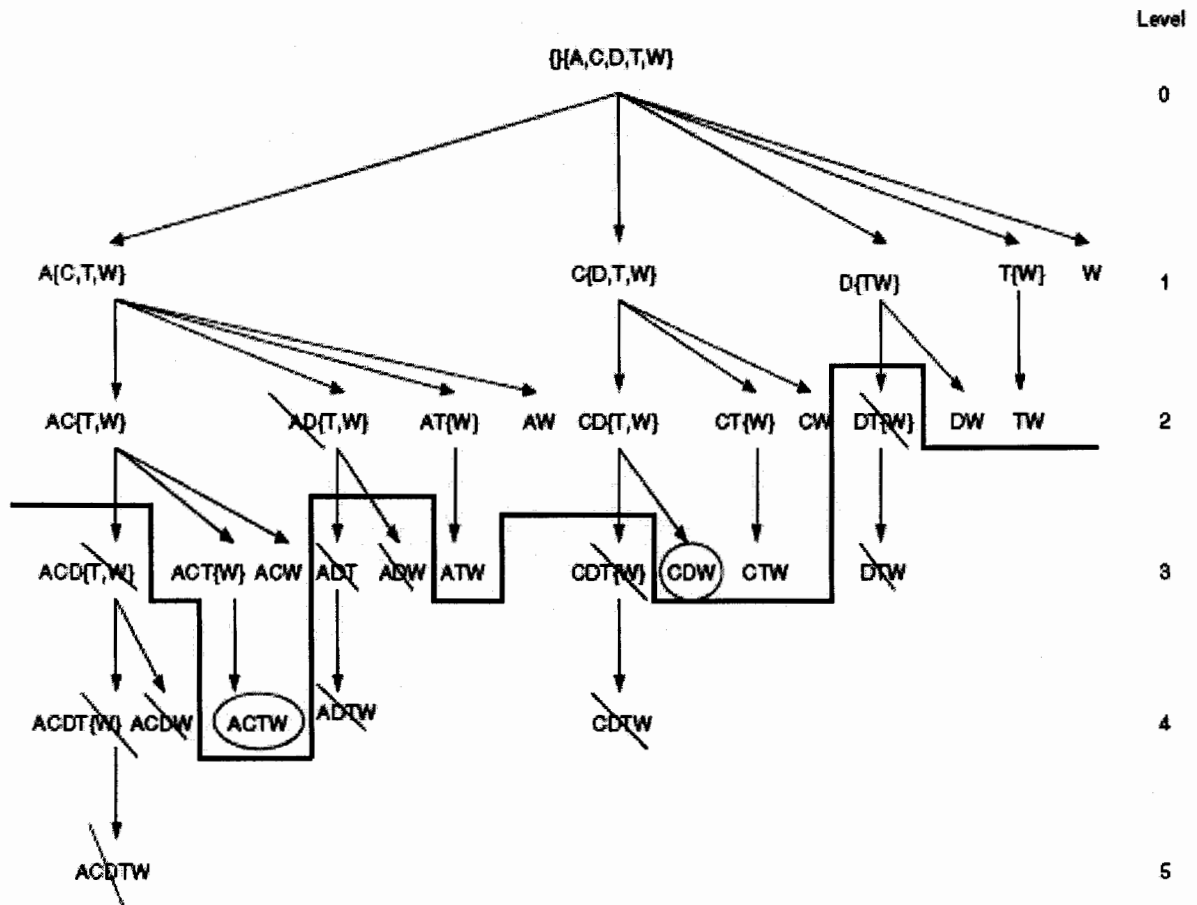 Level
{}{A,C,D,T,W}
0
A{C,T,W} C{D,T,W} D{TW} T{W} W 1
AC{T,W} AD{T,W} AT{W} AW CD{T,W} CT{W} CW DT{W} DW TW 2
ACD{T,W} ACT{W} ACW ADT ADW ATW CDT{W} CDW CTW DTW 3
ACDT{W} ACDW ACTW ADTW CDTW 4
ACDTW 5